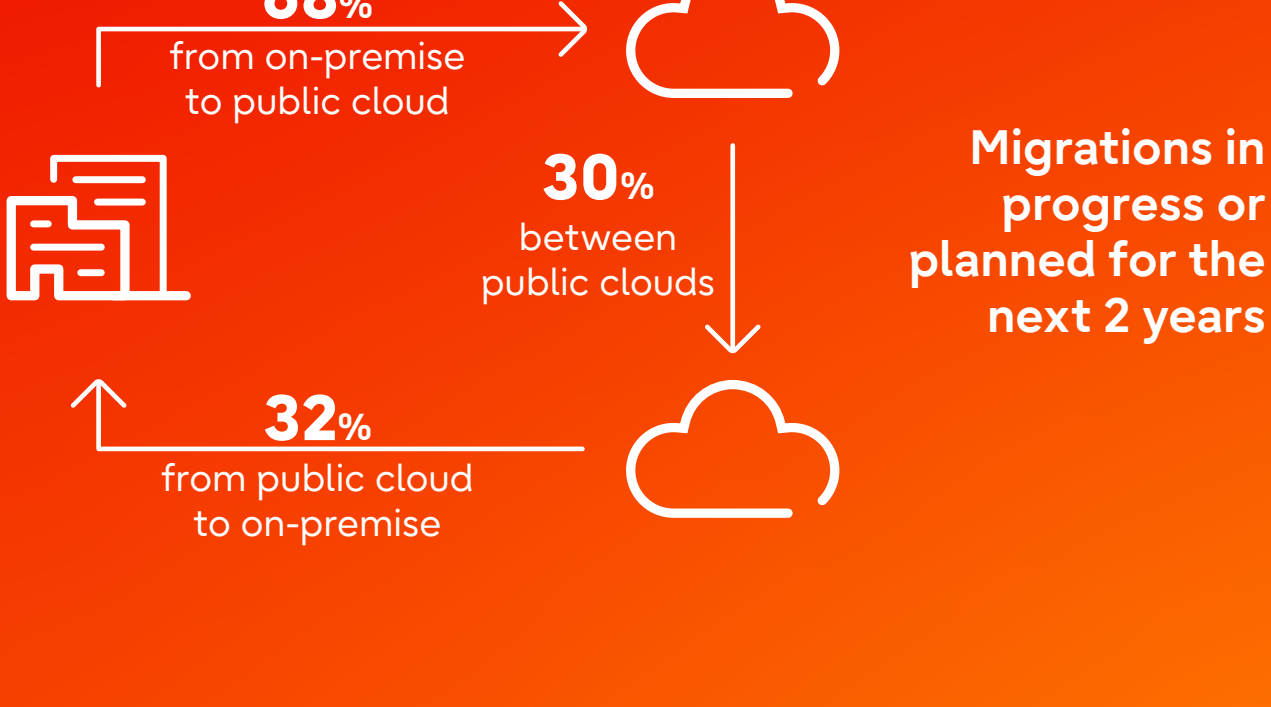 from on-premise
to public cloud
30%
between
public clouds
Migrations in
progress or
planned for the
next 2 years
32%
from public cloud
to on-premise